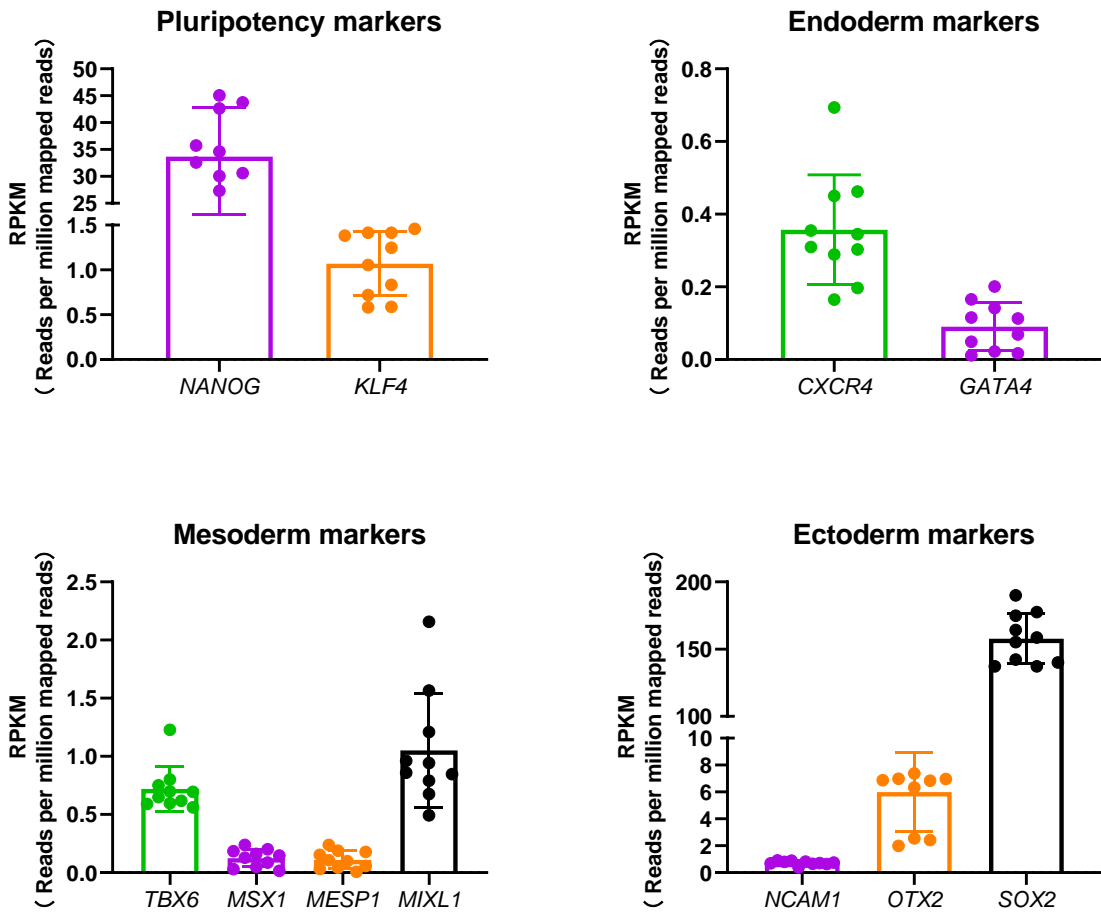 Pluripotency markers
RPKM
( Reads per million mapped reads)
50
45
40
35
30
25
1.5
1.0
0.5
0.0
NANOG KLF4
Endoderm markers
RPKM
( Reads per million mapped reads)
0.8
0.6
0.4
0.2
0.0
CXCR4 GATA4
Mesoderm markers
RPKM
( Reads per million mapped reads)
2.5
2.0
1.5
1.0
0.5
0.0
TBX6 MSX1 MESP1 MIXL1
Ectoderm markers
RPKM
( Reads per million mapped reads)
200
150
100
8
6
4
2
0
NCAM1 OTX2 SOX2